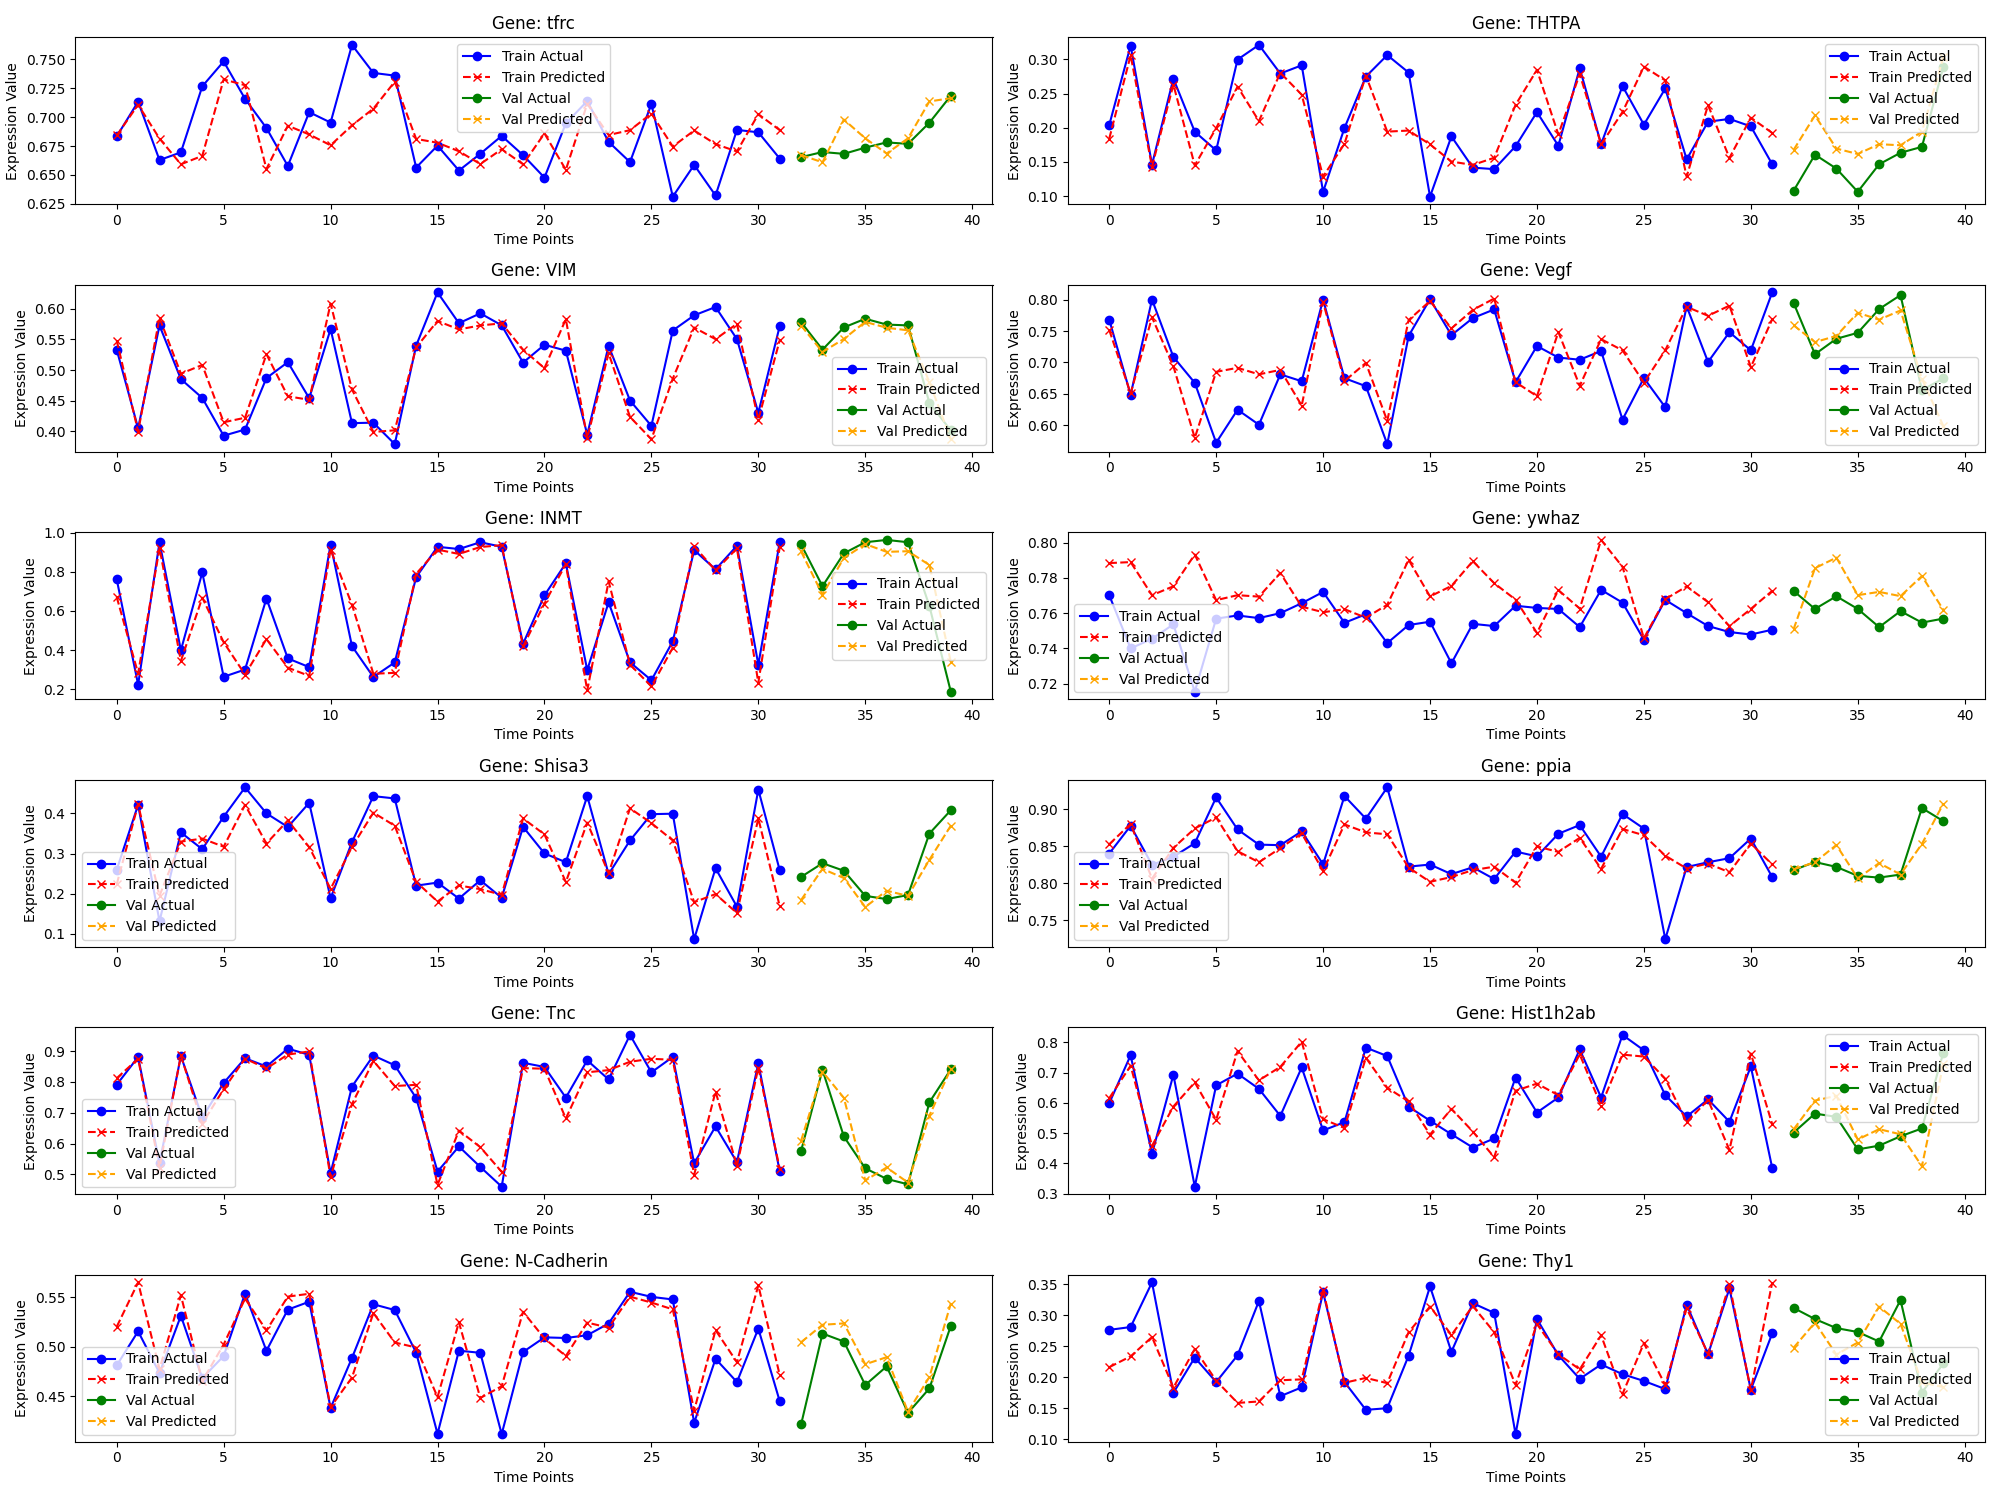 Gene: tfrc
Expression Value
0.750
0.725
0.700
0.675
0.650
0.625
Train Actual
Train Predicted
Val Actual
Val Predicted
0 5 10 15 20 25 30 35 40
Time Points
Gene: THTPA
Expression Value
0.30
0.25
0.20
0.15
0.10
Train Actual
Train Predicted
Val Actual
Val Predicted
0 5 10 15 20 25 30 35 40
Time Points
Gene: VIM
Expression Value
0.60
0.55
0.50
0.45
0.40
Train Actual
Train Predicted
Val Actual
Val Predicted
0 5 10 15 20 25 30 35 40
Time Points
Gene: Vegf
Expression Value
0.80
0.75
0.70
0.65
0.60
Train Actual
Train Predicted
Val Actual
Val Predicted
0 5 10 15 20 25 30 35 40
Time Points
Gene: INMT
Expression Value
1.0
0.8
0.6
0.4
0.2
Train Actual
Train Predicted
Val Actual
Val Predicted
0 5 10 15 20 25 30 35 40
Time Points
Gene: ywhaz
Expression Value
0.80
0.78
0.76
0.74
0.72
Train Actual
Train Predicted
Val Actual
Val Predicted
0 5 10 15 20 25 30 35 40
Time Points
Gene: Shisa3
Expression Value
0.4
0.3
0.2
0.1
Train Actual
Train Predicted
Val Actual
Val Predicted
0 5 10 15 20 25 30 35 40
Time Points
Gene: ppia
Expression Value
0.90
0.85
0.80
0.75
Train Actual
Train Predicted
Val Actual
Val Predicted
0 5 10 15 20 25 30 35 40
Time Points
Gene: Tnc
Expression Value
0.9
0.8
0.7
0.6
0.5
Train Actual
Train Predicted
Val Actual
Val Predicted
0 5 10 15 20 25 30 35 40
Time Points
Gene: Hist1h2ab
Expression Value
0.8
0.7
0.6
0.5
0.4
0.3
Train Actual
Train Predicted
Val Actual
Val Predicted
0 5 10 15 20 25 30 35 40
Time Points
Gene: N-Cadherin
Expression Value
0.55
0.50
0.45
Train Actual
Train Predicted
Val Actual
Val Predicted
0 5 10 15 20 25 30 35 40
Time Points
Gene: Thy1
Expression Value
0.35
0.30
0.25
0.20
0.15
0.10
Train Actual
Train Predicted
Val Actual
Val Predicted
0 5 10 15 20 25 30 35 40
Time Points